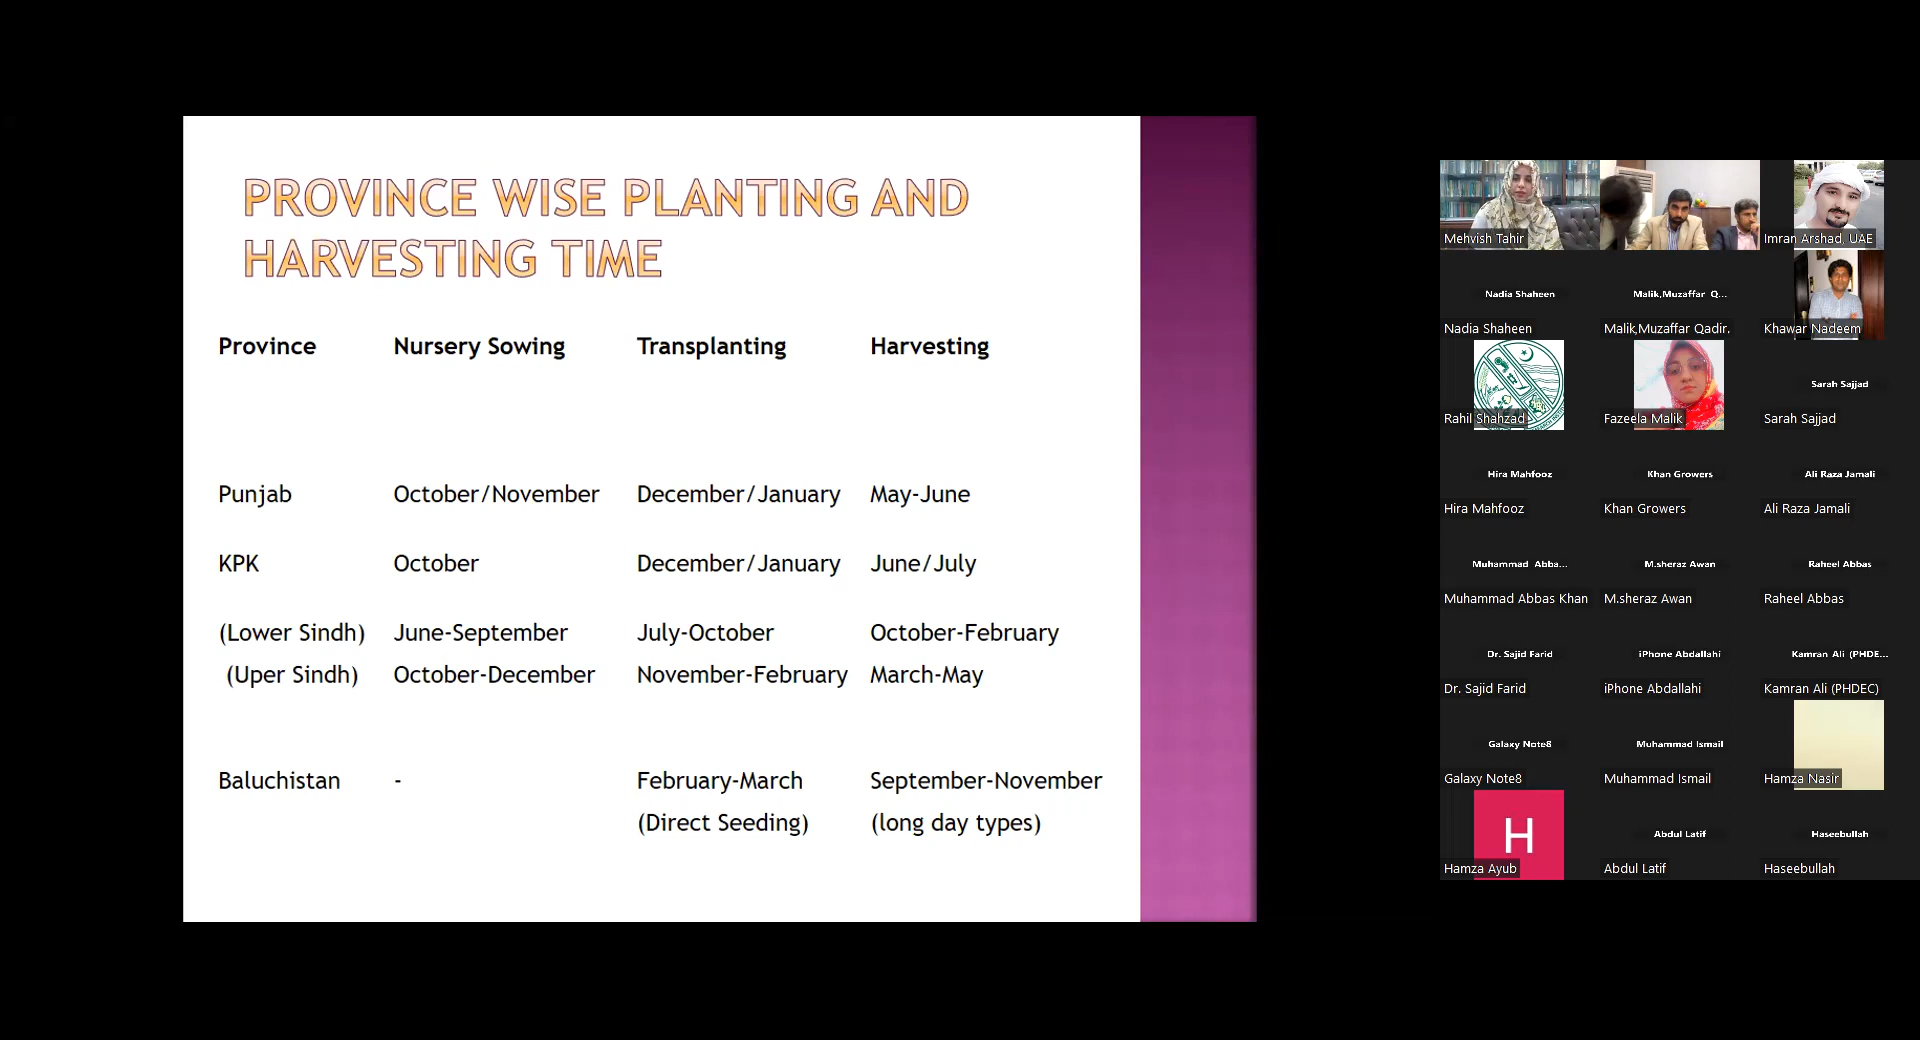 PROVINCE WISE PLANTING AND
HARVESTING TIME
Province Nursery Sowing Transplanting Harvesting
Punjab October/November December/January May-June
KPK October December/January June/July
(Lower Sindh) June-September July-October October-February
(Uper Sindh) October-December November-February March-May
Baluchistan - February-March September-November
(Direct Seeding) (long day types)
Mehvish Tahir
Imran Arshad, UAE
Nadia Shaheen Malik,Muzaffar Q...
Nadia Shaheen Malik,Muzaffar Qadir. Khawar Nadeem
Sarah Sajjad
Rahil Shahzad Fazeela Malik Sarah Sajjad
Hira Mahfooz Khan Growers Ali Raza Jamali
Hira Mahfooz Khan Growers Ali Raza Jamali
Muhammad Abba... M.sheraz Awan Raheel Abbas
Muhammad Abbas Khan M.sheraz Awan Raheel Abbas
Dr. Sajid Farid iPhone Abdallahi Kamran Ali (PHDE...
Dr. Sajid Farid iPhone Abdallahi Kamran Ali (PHDEC)
Galaxy Note8 Muhammad Ismail
Galaxy Note8 Muhammad Ismail Hamza Nasir
H Abdul Latif Haseebullah
Hamza Ayub Abdul Latif Haseebullah